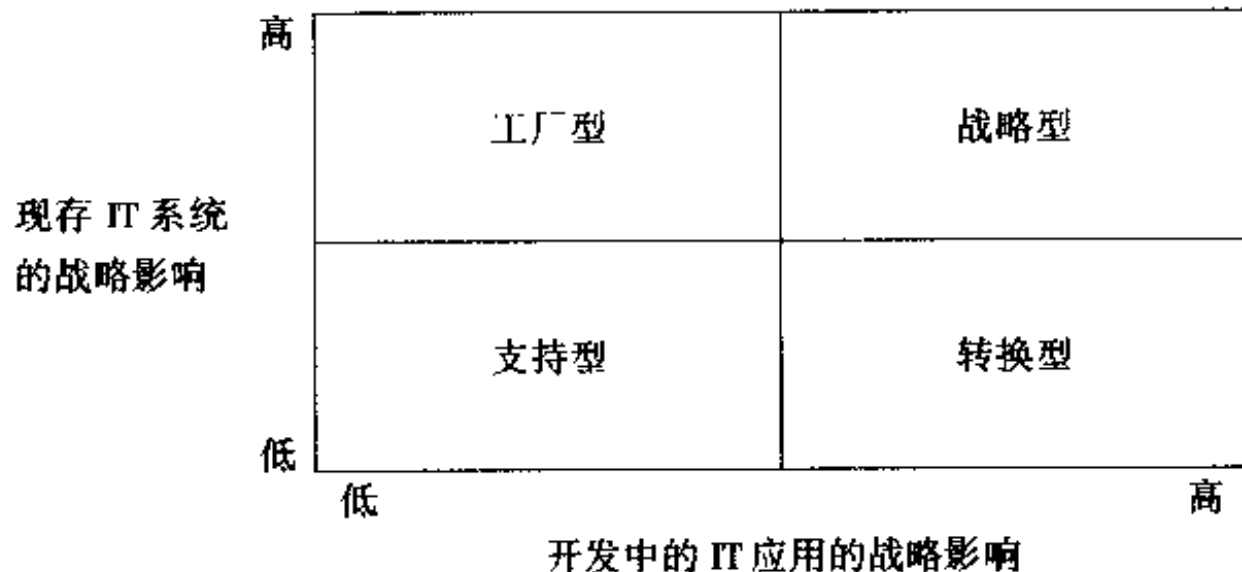 高
工厂型 战略型
现存 IT 系统
的战略影响
支持型 转换型
低
低 高
开发中的 IT 应用的战略影响